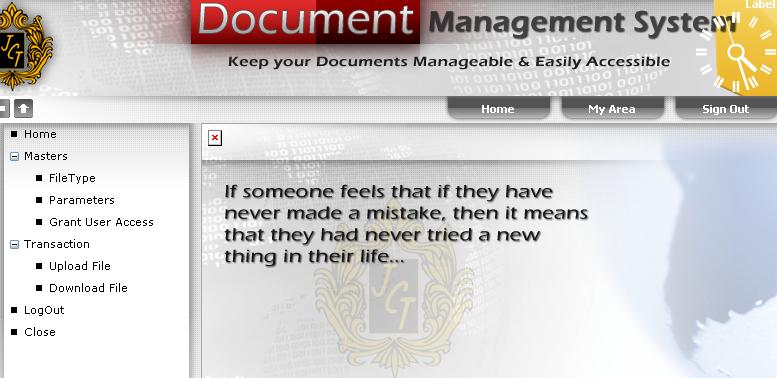 Label
Document Management System
Keep your Documents Manageable & Easily Accessible
JCT
Home
My Area
Sign Out
Home
Masters
FileType
Parameters
Grant User Access
Transaction
Upload File
Download File
LogOut
Close
If someone feels that if they have
never made a mistake, then it means
that they had never tried a new
thing in their life...
JCT